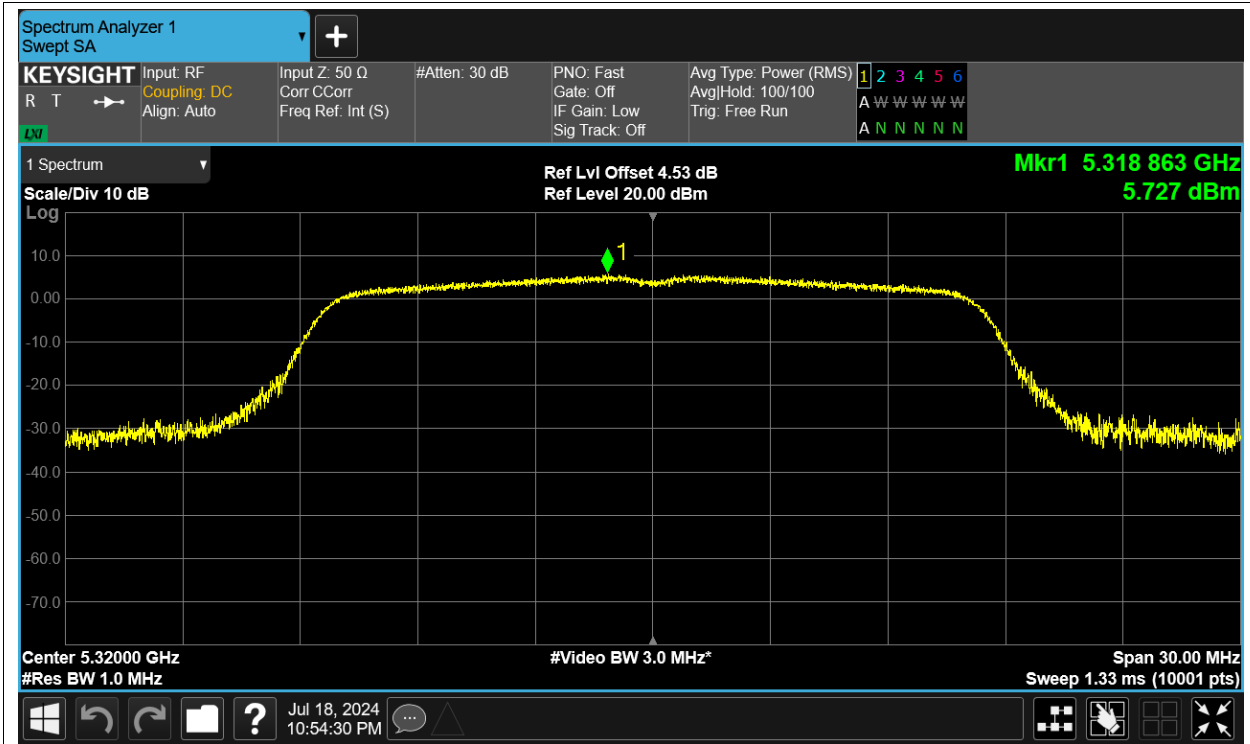 Spectrum Analyzer 1
Swept SA
KEYSIGHT
R T
LXI
Input: RF
Coupling: DC
Align: Auto
Input Z: 50 Ω
Corr CCorr
Freq Ref: Int (S)
#Atten: 30 dB
PNO: Fast
Gate: Off
IF Gain: Low
Sig Track: Off
Avg Type: Power (RMS)
Avg|Hold: 100/100
Trig: Free Run
1 2 3 4 5 6
A W W W W W
A N N N N N
1 Spectrum
Scale/Div 10 dB
Log
Ref Lvl Offset 4.53 dB
Ref Level 20.00 dBm
Mkr1 5.318 863 GHz
5.727 dBm
1
10.0
0.00
-10.0
-20.0
-30.0
-40.0
-50.0
-60.0
-70.0
Center 5.32000 GHz
#Res BW 1.0 MHz
#Video BW 3.0 MHz*
Span 30.00 MHz
Sweep 1.33 ms (10001 pts)
?
Jul 18, 2024
10:54:30 PM